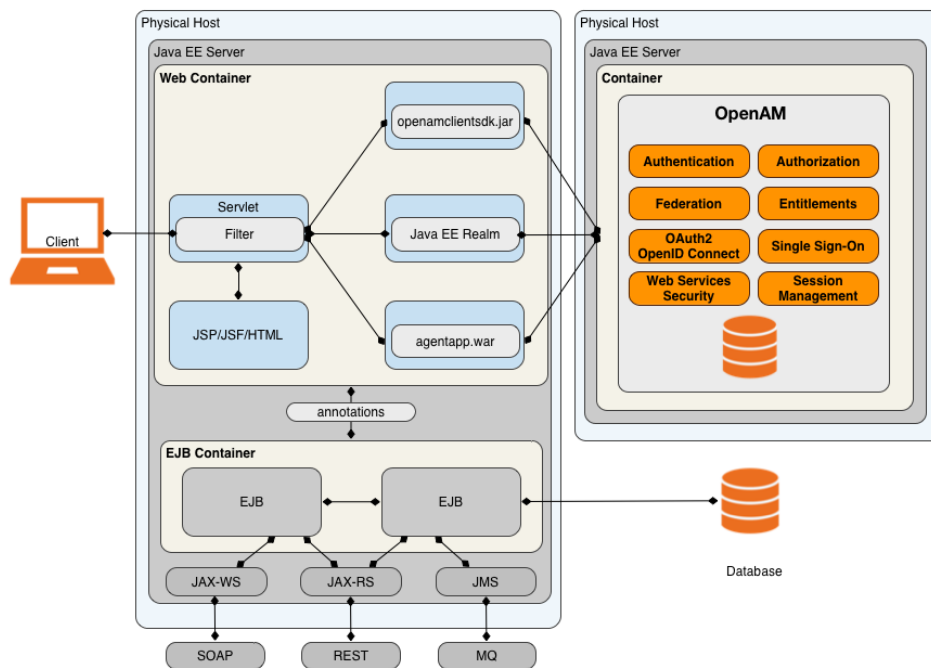 Physical Host
Java EE Server
Web Container
openamclientsdk.jar
Client
Servlet
Filter
Java EE Realm
JSP/JSF/HTML
agentapp.war
annotations
EJB Container
EJB
EJB
JAX-WS
JAX-RS
JMS
SOAP
REST
MQ
Physical Host
Java EE Server
Container
OpenAM
Authentication
Authorization
Federation
Entitlements
OAuth2
OpenID Connect
Single Sign-On
Web Services
Security
Session
Management
Database